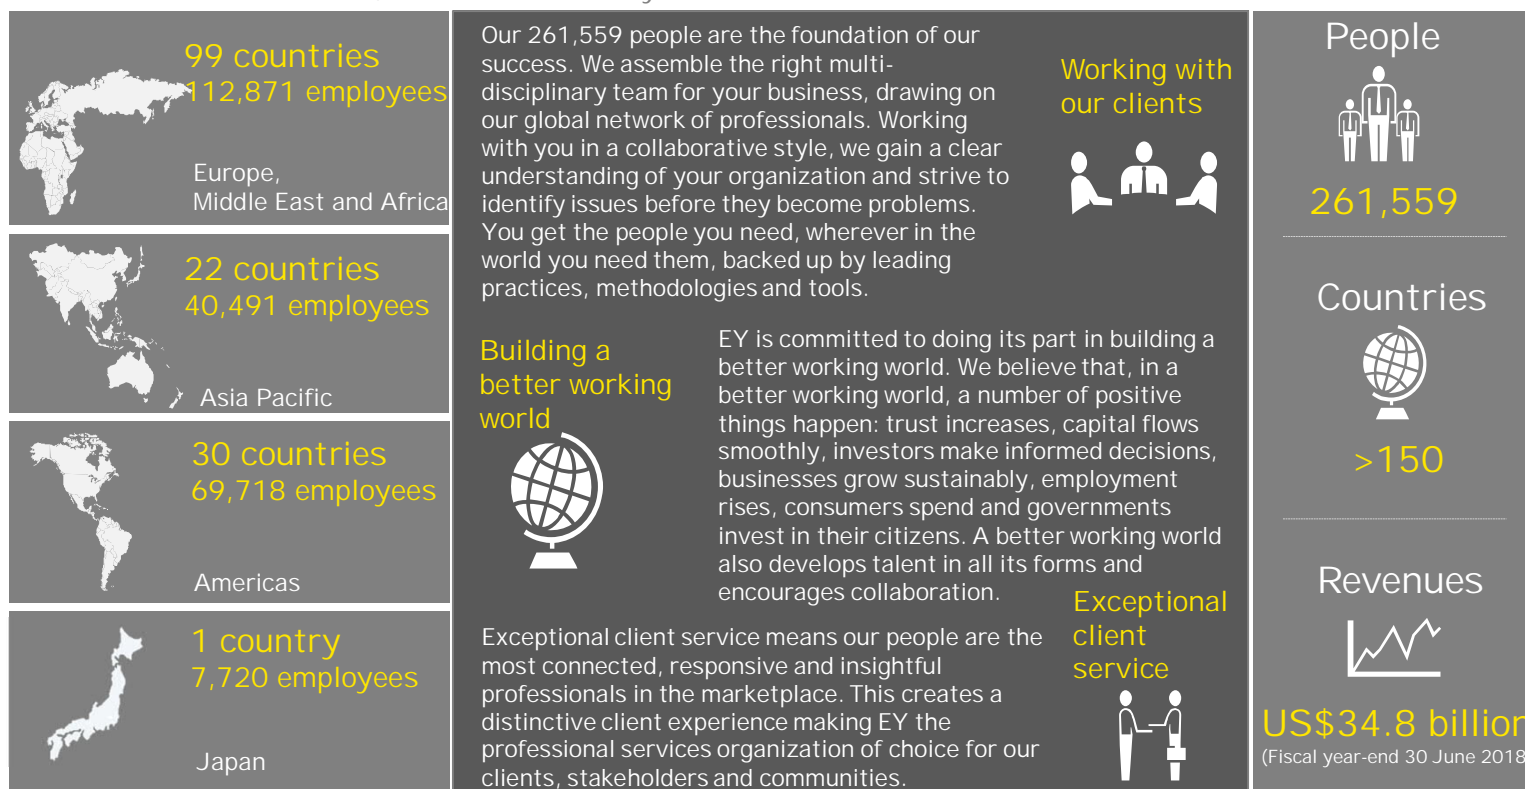 99 countries
112,871 employees
Europe,
Middle East and Africa
22 countries
40,491 employees
Asia Pacific
30 countries
69,718 employees
Americas
1 country
7,720 employees
Japan
Our 261,559 people are the foundation of our
success. We assemble the right multi-
disciplinary team for your business, drawing on
our global network of professionals. Working
with you in a collaborative style, we gain a clear
understanding of your organization and strive to
identify issues before they become problems.
You get the people you need, wherever in the
world you need them, backed up by leading
practices, methodologies and tools.
Working with
our clients
Building a
better working
world
EY is committed to doing its part in building a
better working world. We believe that, in a
better working world, a number of positive
things happen: trust increases, capital flows
smoothly, investors make informed decisions,
businesses grow sustainably, employment
rises, consumers spend and governments
invest in their citizens. A better working world
also develops talent in all its forms and
encourages collaboration.
Exceptional client service means our people are the
most connected, responsive and insightful
professionals in the marketplace. This creates a
distinctive client experience making EY the
professional services organization of choice for our
clients, stakeholders and communities.
Exceptional
client
service
People
261,559
Countries
>150
Revenues
US$34.8 billion
(Fiscal year-end 30 June 2018